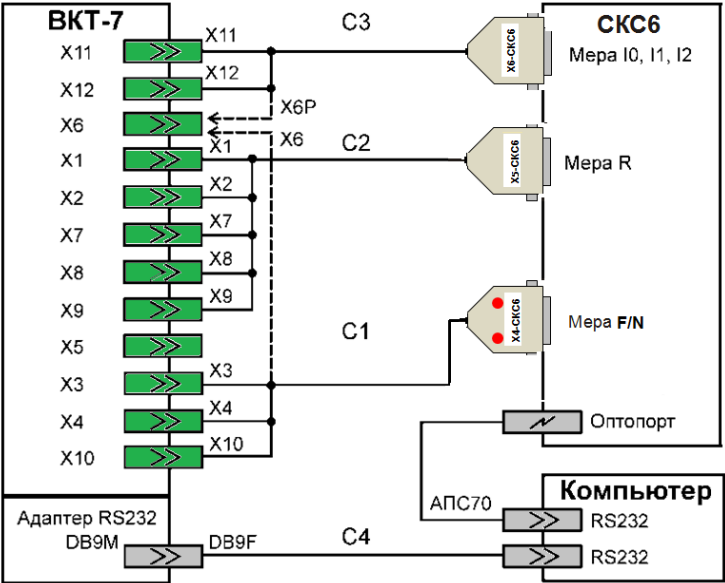 ВКТ-7
X11
X12
X6
X1
X2
X7
X8
X9
X5
X3
X4
X10
X11
X12
X6P
X6
X1
X2
X7
X8
X9
X3
X4
X10
C3
C2
C1
X6-СКС6
X5-СКС6
X4-СКС6
СКС6
Мера I0, I1, I2
Мера R
Мера F/N
Оптопорт
АПС70
Компьютер
RS232
RS232
Адаптер RS232
DB9M
DB9F
C4